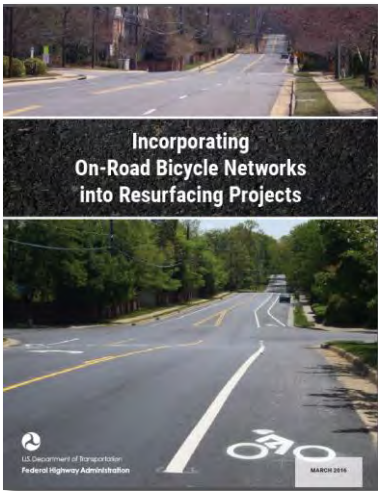 Incorporating
On-Road Bicycle Networks
into Resurfacing Projects
U.S. Department of Transportation
Federal Highway Administration
MARCH 2016